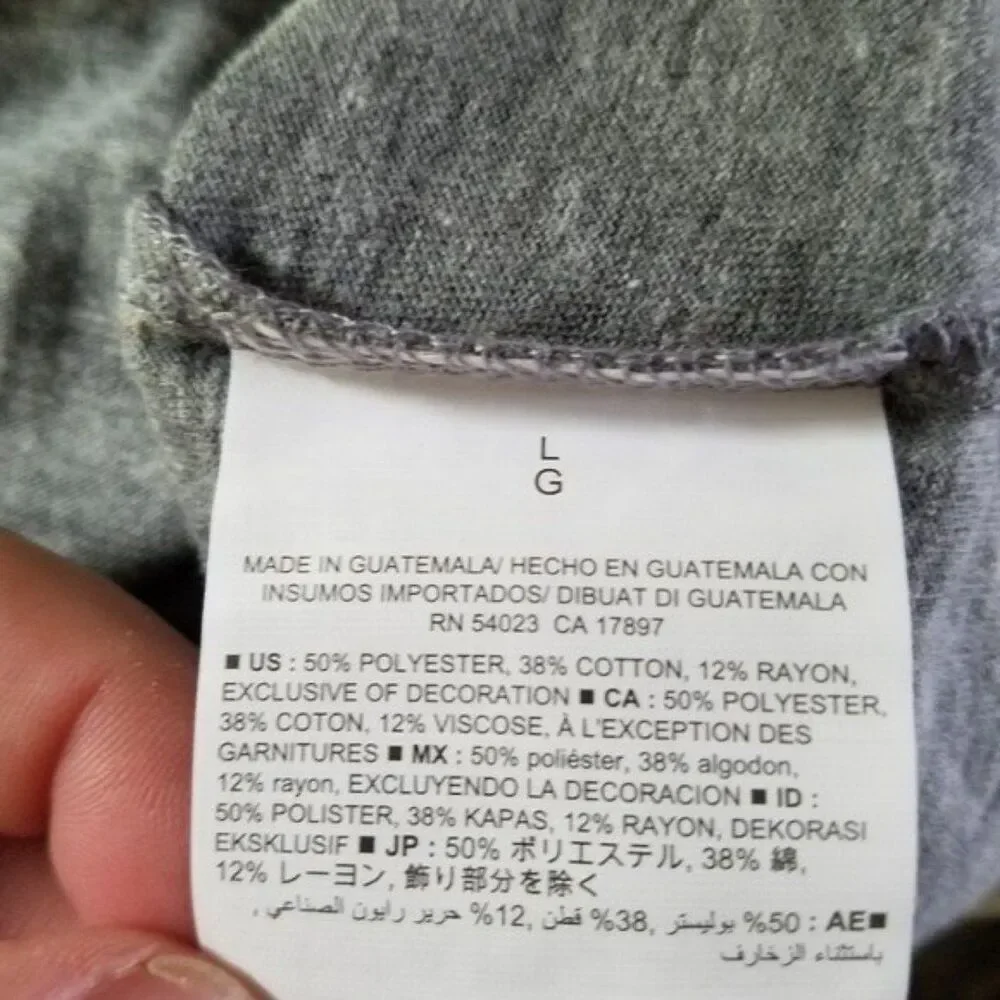 L
G
MADE IN GUATEMALA/ HECHO EN GUATEMALA CON
INSUMOS IMPORTADOS/ DIBUAT DI GUATEMALA
RN 54023 CA 17897
■ US : 50% POLYESTER, 38% COTTON, 12% RAYON,
EXCLUSIVE OF DECORATION ■ CA : 50% POLYESTER,
38% COTON, 12% VISCOSE, À L'EXCEPTION DES
GARNITURES ■ MX : 50% poliéster, 38% algodon,
12% rayon, EXCLUYENDO LA DECORACION ■ ID :
50% POLISTER, 38% KAPAS, 12% RAYON, DEKORASI
EKSKLUSIF ■ JP : 50% ポリエステル, 38% 綿,
12% レーヨン, 飾り部分を除く
■AE : 50% بوليستر, 38% قطن, 12% حرير رايون الصناعي,
باستثناء الزخارف